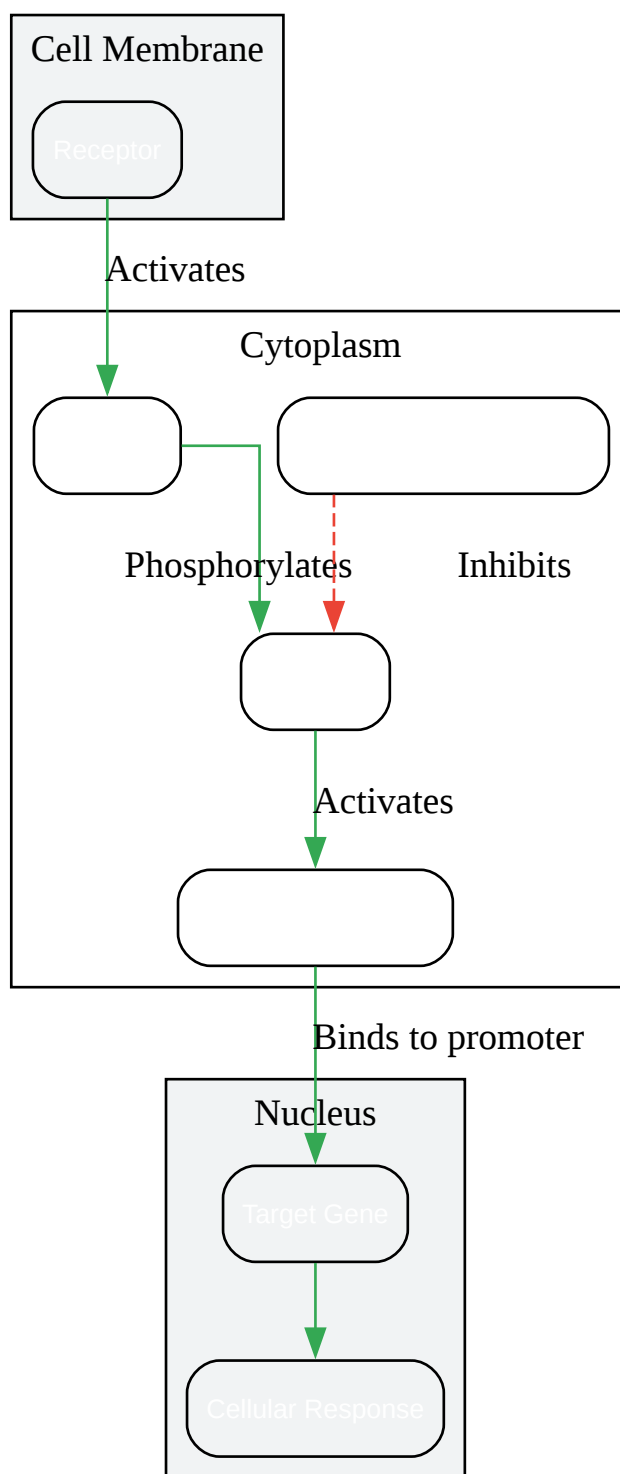 Cell Membrane
Receptor
Activates
Cytoplasm
Phosphorylates
Inhibits
Activates
Binds to promoter
Nucleus
Target Gene
Cellular Response